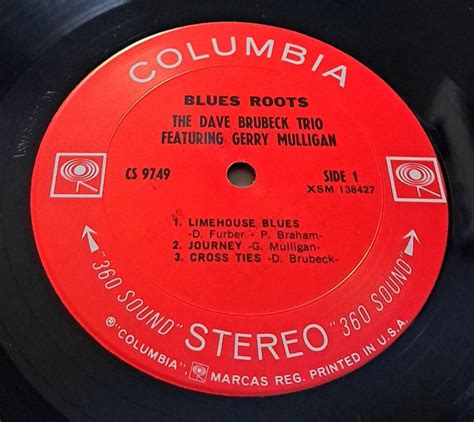 COLUMBIA
BLUES ROOTS
THE DAVE BRUBECK TRIO
FEATURING GERRY MULLIGAN
CS 9749
SIDE 1
XSM 138427
1. LIMEHOUSE BLUES
-D. Furber - P. Braham-
2. JOURNEY -G. Mulligan-
3. CROSS TIES -D. Brubeck-
"360 SOUND" STEREO "360 SOUND"
® "COLUMBIA", MARCAS REG. PRINTED IN U.S.A.